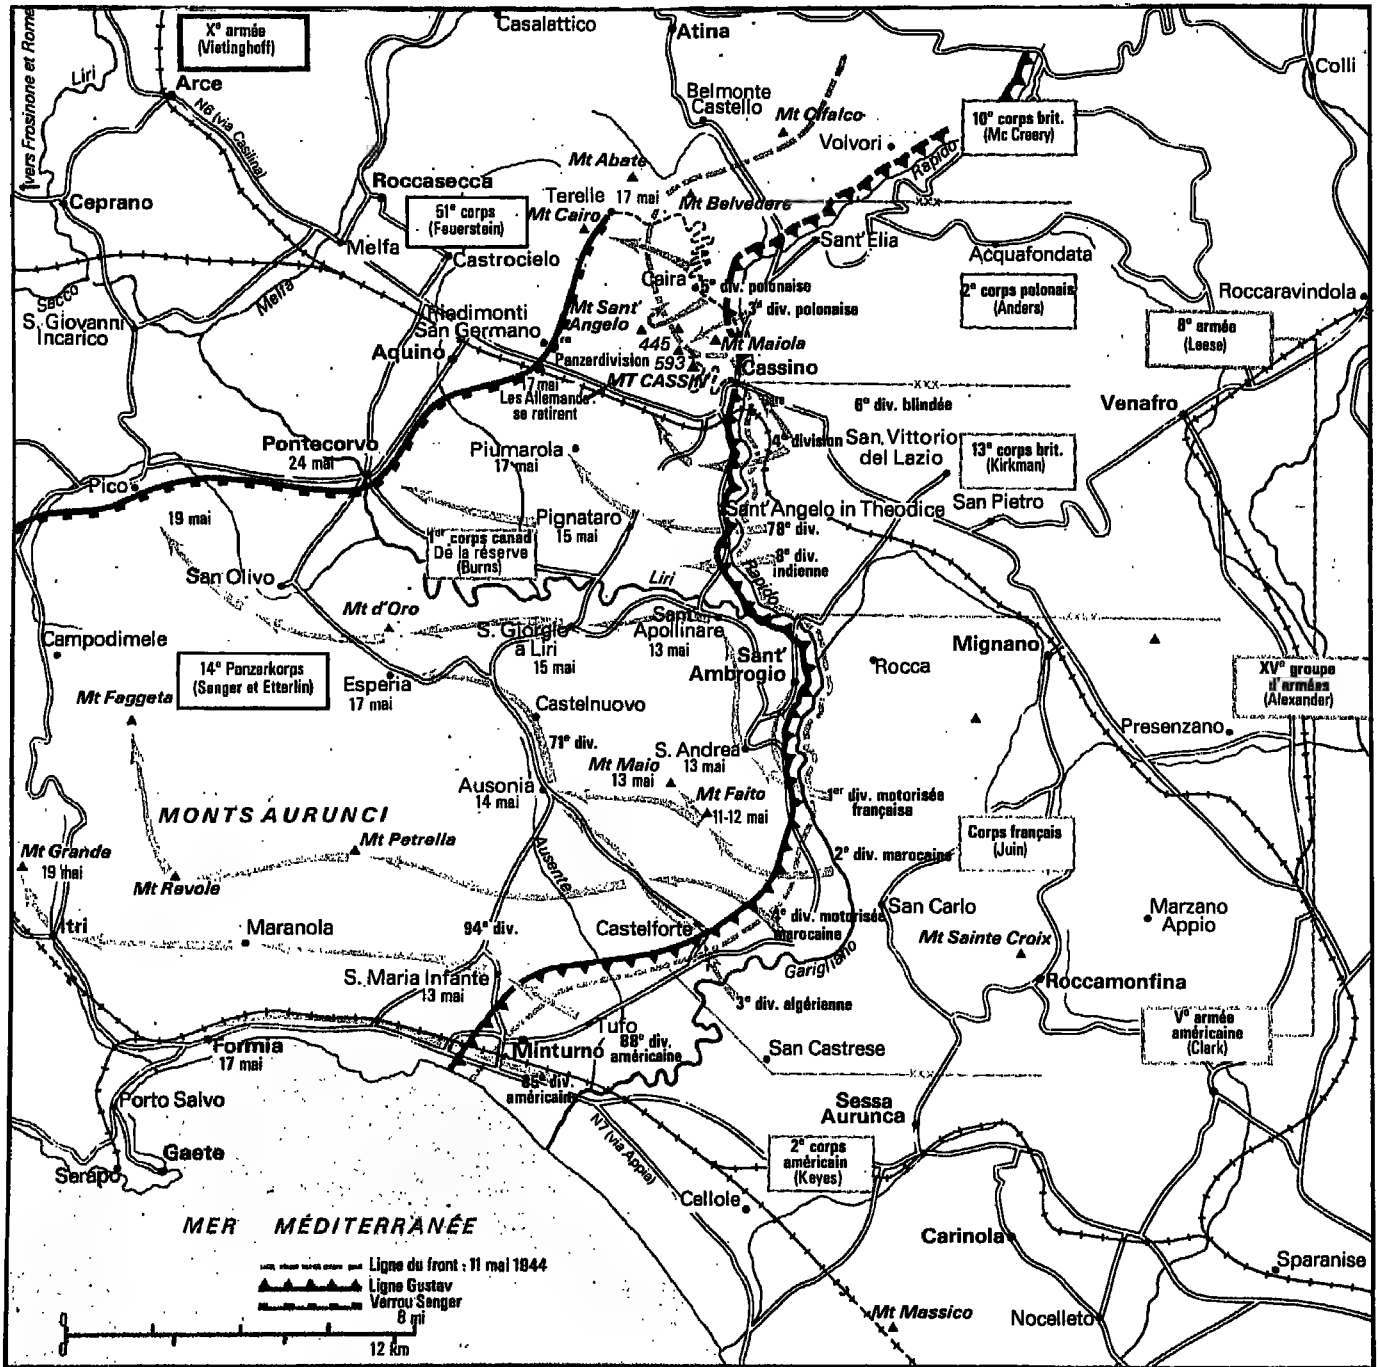 vers Frosinone et Rome
Xe armée
(Vietinghoff)
Casalattico
Atina
Colli
Liri
Arce
N6 (via Casilina)
Belmonte
Castello
Mt Cifalco
Volvori
10e corps brit.
(Mc Creery)
Rapido
Mt Abate
Roccasecca
Ceprano
51e corps
(Feuerstein)
Terelle
17 mai
Mt Cairo
Mt Belvedere
xxx
Melfa
Castrocielo
Sant'Elia
Acquafondata
Sacco
Melfa
Caira
5e div. polonaise
2e corps polonais
(Anders)
Roccaravindola
S. Giovanni
Incarico
Piedimonti
San Germano
Mt Sant'
Angelo
3e div. polonaise
8e armée
(Leese)
Aquino
1re
Panzerdivision
445
593
Mt Maiola
MT CASSIN
Cassino
17 mai
Les Allemands
se retirent
gare
xxx
6e div. blindée
Venafro
Pontecorvo
24 mai
Piumarola
17 mai
4e division
San Vittorio
del Lazio
13e corps brit.
(Kirkman)
Pico
19 mai
Pignataro
15 mai
Sant'Angelo in Theodice
San Pietro
78e div.
1er corps canad
De la réserve
(Burns)
8e div.
indienne
San Olivo
Liri
Rapido
Mt d'Oro
Campodimele
S. Giorgio
a Liri
15 mai
Sant'
Apollinare
13 mai
xxx
Sant'
Ambrogio
Rocca
Mignano
14e Panzerkorps
(Senger et Etterlin)
Esperia
17 mai
XVe groupe
d'armées
(Alexander)
Mt Faggeta
Castelnuovo
Presenzano
71e div.
S. Andrea
13 mai
Mt Maio
13 mai
Ausonia
14 mai
Mt Faito
11-12 mai
1er div. motorisée
française
MONTS AURUNCI
Corps français
(Juin)
Mt Grande
19 mai
Mt Petrella
2e div. marocaine
Mt Revole
Ausente
Itri
Maranola
94e div.
Castelforte
4e div. motorisée
marocaine
San Carlo
Marzano
Appio
Mt Sainte Croix
Garigliano
S. Maria Infante
13 mai
Roccamonfina
3e div. algérienne
Ve armée
américaine
(Clark)
Formia
17 mai
Tufo
Minturno
88e div.
américaine
San Castrese
xxx
85e div.
américain
Porto Salvo
Sessa
Aurunca
N7 (via Appia)
Gaete
Serapo
2e corps
américain
(Keyes)
Cellole
MER MÉDITERRANÉE
Carinola
Ligne du front : 11 mai 1944
Ligne Gustav
Verrou Senger
Sparanise
0
8 mi
Mt Massico
Nocelleto
0
12 km